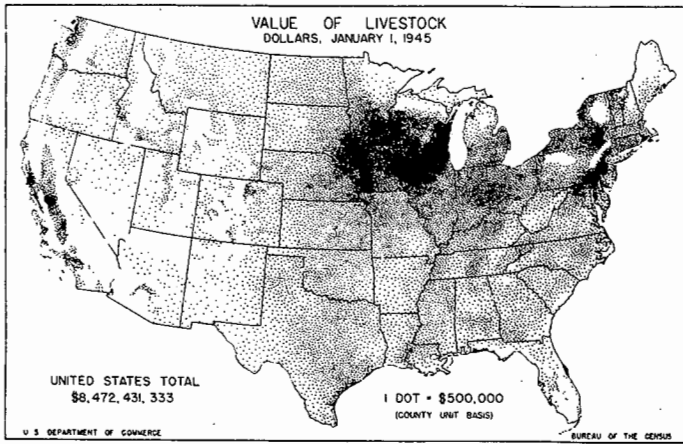 VALUE OF LIVESTOCK
DOLLARS, JANUARY 1, 1945
UNITED STATES TOTAL
$8,472,431,333
1 DOT = $500,000
(COUNTY UNIT BASIS)
U S DEPARTMENT OF COMMERCE
BUREAU OF THE CENSUS